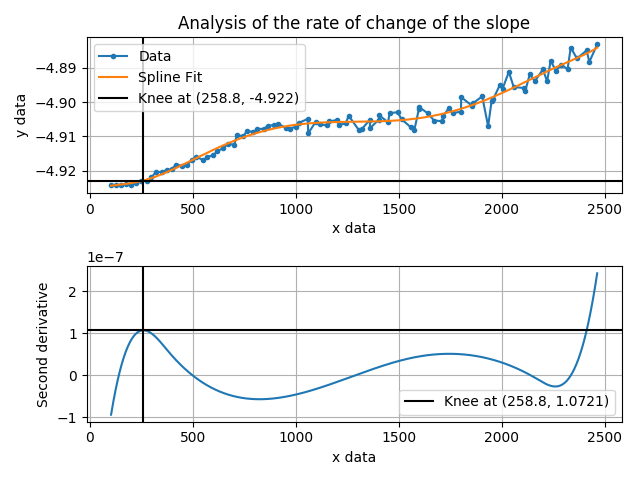 Analysis of the rate of change of the slope
y data
−4.89
−4.90
−4.91
−4.92
Data
Spline Fit
Knee at (258.8, -4.922)
0 500 1000 1500 2000 2500
x data
1e−7
Second derivative
2
1
0
−1
Knee at (258.8, 1.0721)
0 500 1000 1500 2000 2500
x data